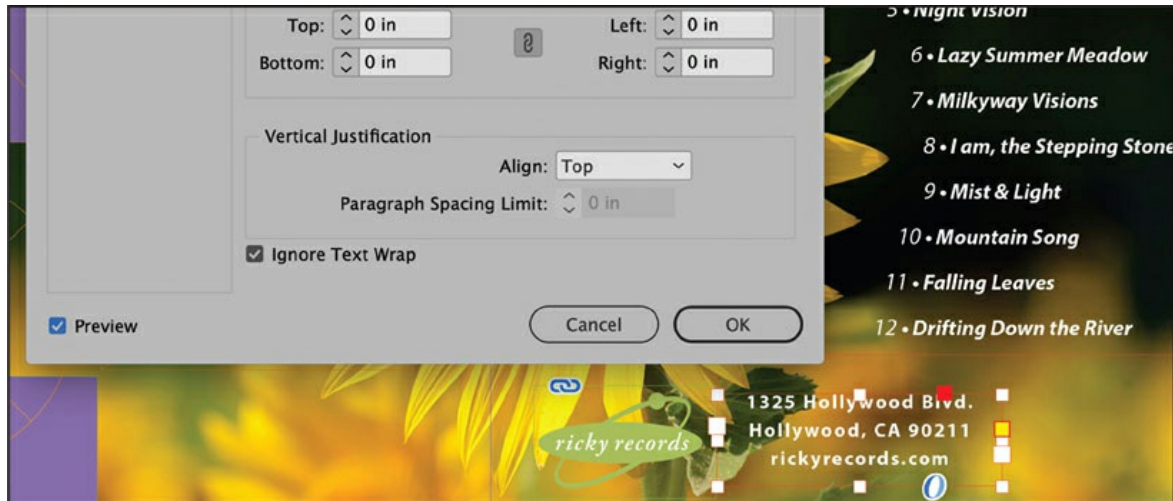 Top: 0 in
Left: 0 in
Bottom: 0 in
Right: 0 in
Vertical Justification
Align: Top
Paragraph Spacing Limit: 0 in
Ignore Text Wrap
Preview
Cancel
OK
5 • Night Vision
6 • Lazy Summer Meadow
7 • Milkyway Visions
8 • I am, the Stepping Stone
9 • Mist & Light
10 • Mountain Song
11 • Falling Leaves
12 • Drifting Down the River
ricky records
1325 Hollywood Blvd.
Hollywood, CA 90211
rickyrecords.com